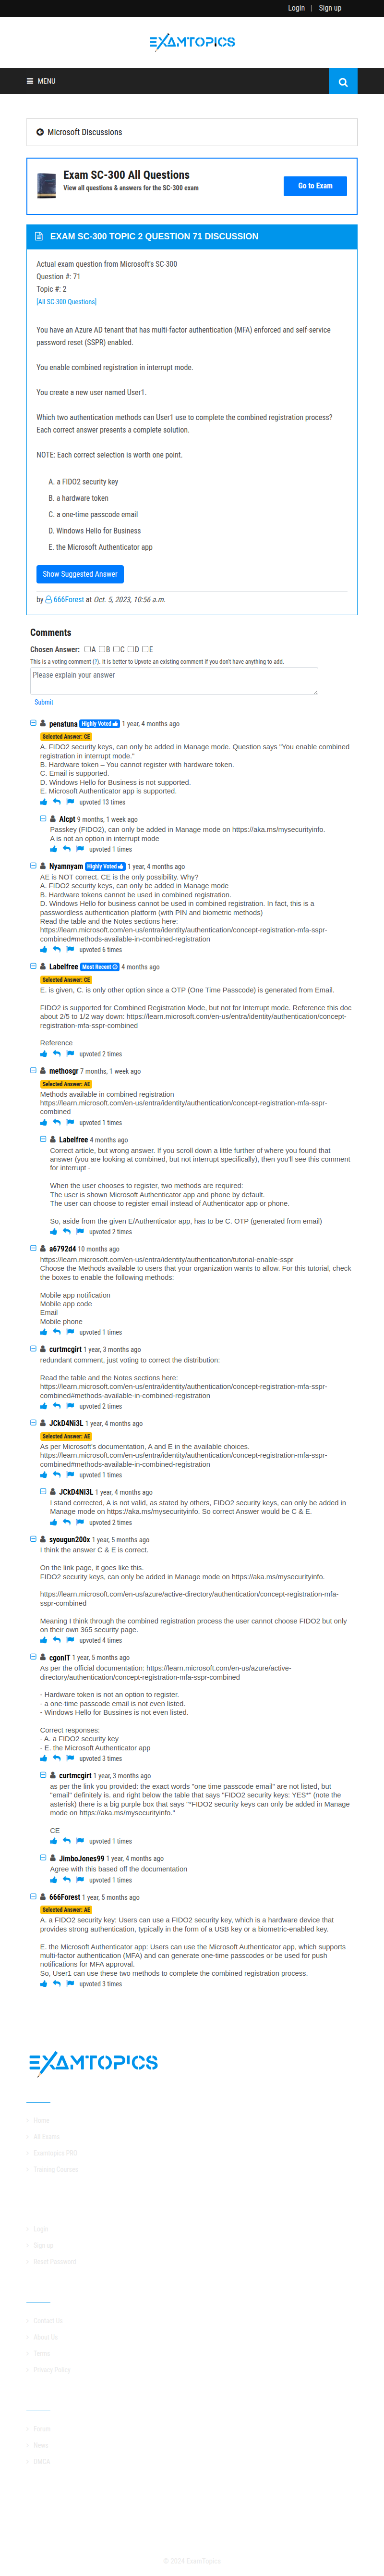 Login | Sign up
EXAMTOPICS
MENU
Microsoft Discussions
Exam SC-300 All Questions
View all questions & answers for the SC-300 exam
Go to Exam
EXAM SC-300 TOPIC 2 QUESTION 71 DISCUSSION
Actual exam question from Microsoft's SC-300
Question #: 71
Topic #: 2
[All SC-300 Questions]
You have an Azure AD tenant that has multi-factor authentication (MFA) enforced and self-service
password reset (SSPR) enabled.
You enable combined registration in interrupt mode.
You create a new user named User1.
Which two authentication methods can User1 use to complete the combined registration process?
Each correct answer presents a complete solution.
NOTE: Each correct selection is worth one point.
A. a FIDO2 security key
B. a hardware token
C. a one-time passcode email
D. Windows Hello for Business
E. the Microsoft Authenticator app
Show Suggested Answer
by 666Forest at Oct. 5, 2023, 10:56 a.m.
Comments
Chosen Answer: A B C D E
This is a voting comment (?). It is better to Upvote an existing comment if you don't have anything to add.
Please explain your answer
Submit
penatuna Highly Voted 1 year, 4 months ago
Selected Answer: CE
A. FIDO2 security keys, can only be added in Manage mode. Question says "You enable combined
registration in interrupt mode."
B. Hardware token – You cannot register with hardware token.
C. Email is supported.
D. Windows Hello for Business is not supported.
E. Microsoft Authenticator app is supported.
upvoted 13 times
Alcpt 9 months, 1 week ago
Passkey (FIDO2), can only be added in Manage mode on https://aka.ms/mysecurityinfo.
A is not an option in interrupt mode
upvoted 1 times
Nyamnyam Highly Voted 1 year, 4 months ago
AE is NOT correct. CE is the only possibility. Why?
A. FIDO2 security keys, can only be added in Manage mode
B. Hardware tokens cannot be used in combined registration.
D. Windows Hello for business cannot be used in combined registration. In fact, this is a
passwordless authentication platform (with PIN and biometric methods)
Read the table and the Notes section here:
https://learn.microsoft.com/en-us/entra/identity/authentication/concept-registration-mfa-sspr-
combined#methods-available-in-combined-registration
upvoted 6 times
Labelfree Most Recent 4 months ago
Selected Answer: CE
E. is given, C. is only other option since a OTP (One Time Passcode) is generated from Email.
FIDO2 is supported for Combined Registration Mode, but not for Interrupt mode. Reference this doc
about 2/5 to 1/2 way down: https://learn.microsoft.com/en-us/entra/identity/authentication/concept-
registration-mfa-sspr-combined
Reference
upvoted 2 times
methosgr 7 months, 1 week ago
Selected Answer: AE
Methods available in combined registration
https://learn.microsoft.com/en-us/entra/identity/authentication/concept-registration-mfa-sspr-
combined
upvoted 1 times
Labelfree 4 months ago
Correct article, but wrong answer. If you scroll down a little further of where you found that
answer (you are looking at combined, but not interrupt specifically), then you'll see this comment
for interrupt -
When the user chooses to register, two methods are required:
The user is shown Microsoft Authenticator app and phone by default.
The user can choose to register email instead of Authenticator app or phone.
So, aside from the given E/Authenticator app, has to be C. OTP (generated from email)
upvoted 2 times
a6792d4 10 months ago
https://learn.microsoft.com/en-us/entra/identity/authentication/tutorial-enable-sspr
Choose the Methods available to users that your organization wants to allow. For this tutorial, check
the boxes to enable the following methods:
Mobile app notification
Mobile app code
Email
Mobile phone
upvoted 1 times
curtmcgirt 1 year, 3 months ago
redundant comment, just voting to correct the distribution:
Read the table and the Notes section here:
https://learn.microsoft.com/en-us/entra/identity/authentication/concept-registration-mfa-sspr-
combined#methods-available-in-combined-registration
upvoted 2 times
JCkD4Ni3L 1 year, 4 months ago
Selected Answer: AE
As per Microsoft's documentation, A and E in the available choices.
https://learn.microsoft.com/en-us/entra/identity/authentication/concept-registration-mfa-sspr-
combined#methods-available-in-combined-registration
upvoted 1 times
JCkD4Ni3L 1 year, 4 months ago
I stand corrected, A is not valid, as stated by others, FIDO2 security keys, can only be added in
Manage mode on https://aka.ms/mysecurityinfo. So correct Answer would be C & E.
upvoted 2 times
syougun200x 1 year, 5 months ago
I think the answer C & E is correct.
On the link page, it goes like this.
FIDO2 security keys, can only be added in Manage mode on https://aka.ms/mysecurityinfo.
https://learn.microsoft.com/en-us/azure/active-directory/authentication/concept-registration-mfa-
sspr-combined
Meaning I think through the combined registration process the user cannot choose FIDO2 but only
on their own 365 security page.
upvoted 4 times
cgonIT 1 year, 5 months ago
As per the official documentation: https://learn.microsoft.com/en-us/azure/active-
directory/authentication/concept-registration-mfa-sspr-combined
- Hardware token is not an option to register.
- a one-time passcode email is not even listed.
- Windows Hello for Bussines is not even listed.
Correct responses:
- A. a FIDO2 security key
- E. the Microsoft Authenticator app
upvoted 3 times
curtmcgirt 1 year, 3 months ago
as per the link you provided: the exact words "one time passcode email" are not listed, but
"email" definitely is. and right below the table that says "FIDO2 security keys: YES*" (note the
asterisk) there is a big purple box that says "*FIDO2 security keys can only be added in Manage
mode on https://aka.ms/mysecurityinfo."
CE
upvoted 1 times
JimboJones99 1 year, 4 months ago
Agree with this based off the documentation
upvoted 1 times
666Forest 1 year, 5 months ago
Selected Answer: AE
A. a FIDO2 security key: Users can use a FIDO2 security key, which is a hardware device that
provides strong authentication, typically in the form of a USB key or a biometric-enabled key.
E. the Microsoft Authenticator app: Users can use the Microsoft Authenticator app, which supports
multi-factor authentication (MFA) and can generate one-time passcodes or be used for push
notifications for MFA approval.
So, User1 can use these two methods to complete the combined registration process.
upvoted 3 times
EXAMTOPICS
Home
All Exams
Examtopics PRO
Training Courses
Login
Sign up
Reset Password
Contact Us
About Us
Terms
Privacy Policy
Forum
News
DMCA
© 2024 ExamTopics